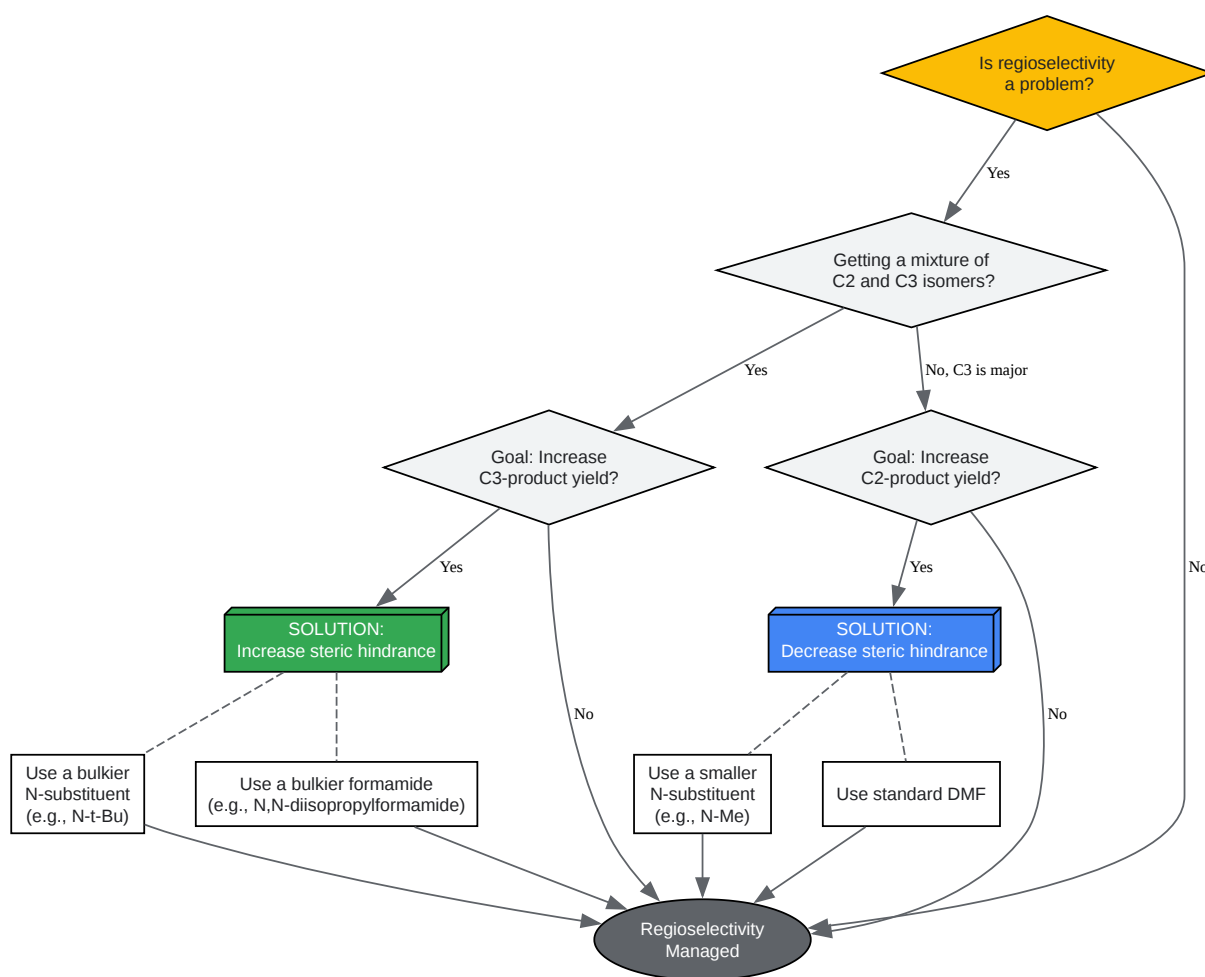 Is regioselectivity
a problem?
Yes
Getting a mixture of
C2 and C3 isomers?
Yes
No, C3 is major
Goal: Increase
C3-product yield?
Goal: Increase
C2-product yield?
Yes
Yes
No
SOLUTION:
Increase steric hindrance
SOLUTION:
Decrease steric hindrance
No
No
Use a bulkier
N-substituent
(e.g., N-t-Bu)
Use a bulkier formamide
(e.g., N,N-diisopropylformamide)
Use a smaller
N-substituent
(e.g., N-Me)
Use standard DMF
Regioselectivity
Managed